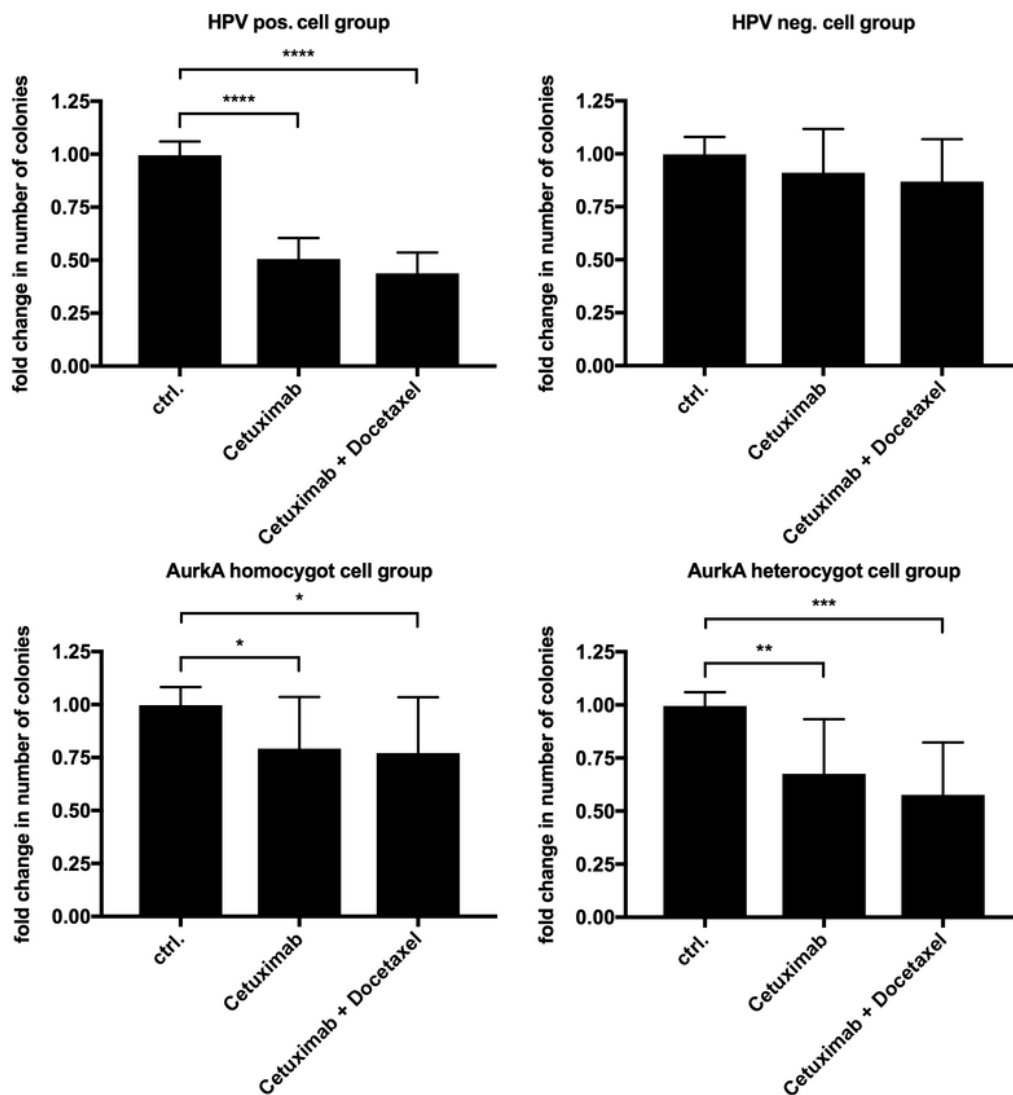 HPV pos. cell group
****
****
fold change in number of colonies
1.25
1.00
0.75
0.50
0.25
0.00
ctrl.
Cetuximab
Cetuximab + Docetaxel
HPV neg. cell group
fold change in number of colonies
1.25
1.00
0.75
0.50
0.25
0.00
ctrl.
Cetuximab
Cetuximab + Docetaxel
AurkA homocygot cell group
*
*
fold change in number of colonies
1.25
1.00
0.75
0.50
0.25
0.00
ctrl.
Cetuximab
Cetuximab + Docetaxel
AurkA heterocygot cell group
***
**
fold change in number of colonies
1.25
1.00
0.75
0.50
0.25
0.00
ctrl.
Cetuximab
Cetuximab + Docetaxel